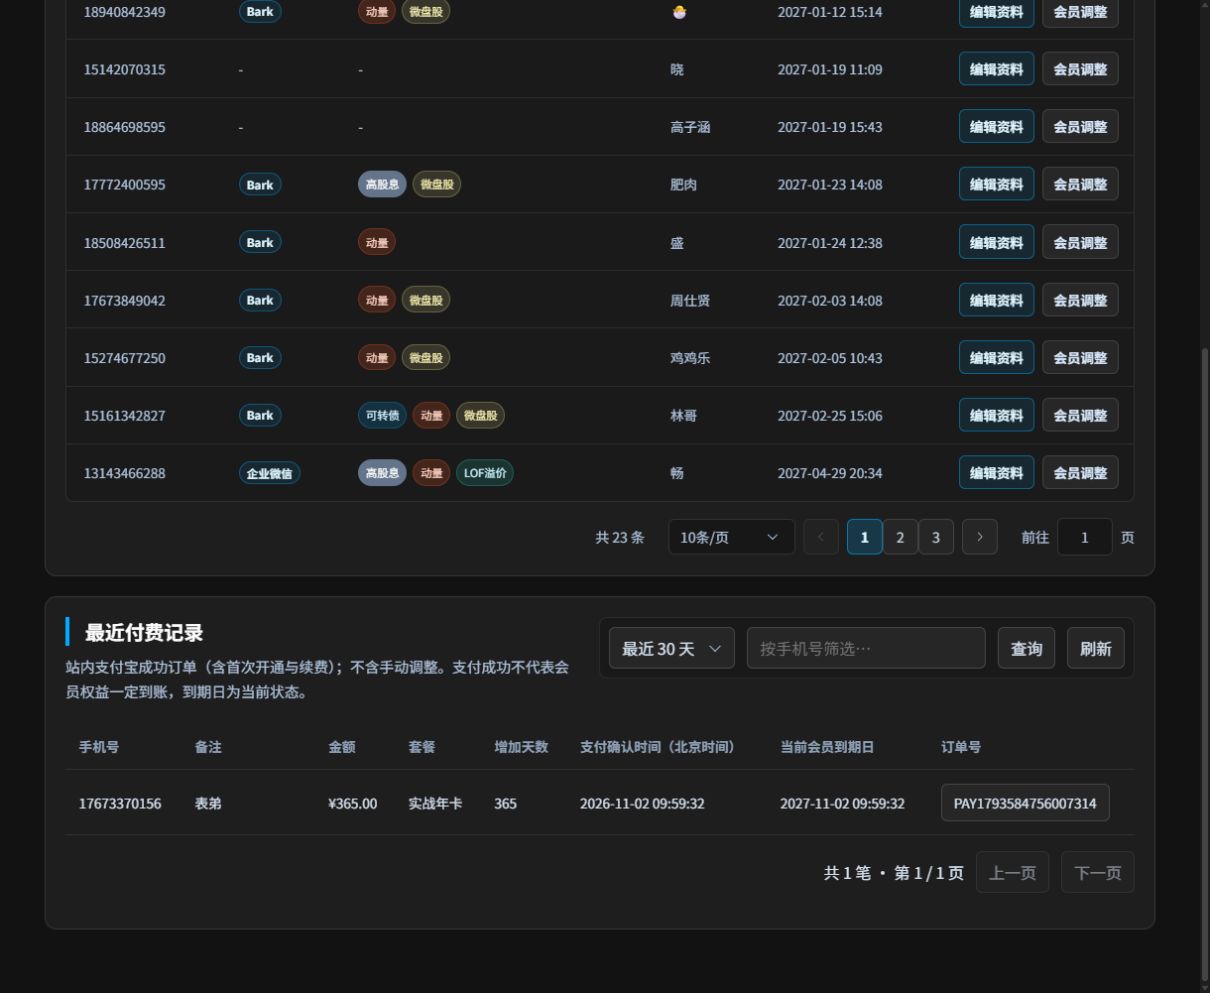 18940842349 Bark 动量 微盘股 🐣 2027-01-12 15:14 编辑资料 会员调整
15142070315 - - 晓 2027-01-19 11:09 编辑资料 会员调整
18864698595 - - 高子涵 2027-01-19 15:43 编辑资料 会员调整
17772400595 Bark 高股息 微盘股 肥肉 2027-01-23 14:08 编辑资料 会员调整
18508426511 Bark 动量 盛 2027-01-24 12:38 编辑资料 会员调整
17673849042 Bark 动量 微盘股 周仕贤 2027-02-03 14:08 编辑资料 会员调整
15274677250 Bark 动量 微盘股 鸡鸡乐 2027-02-05 10:43 编辑资料 会员调整
15161342827 Bark 可转债 动量 微盘股 林哥 2027-02-25 15:06 编辑资料 会员调整
13143466288 企业微信 高股息 动量 LOF溢价 畅 2027-04-29 20:34 编辑资料 会员调整
共 23 条 10条/页 1 2 3 前往 1 页
最近付费记录
站内支付宝成功订单（含首次开通与续费）；不含手动调整。支付成功不代表会
员权益一定到账，到期日为当前状态。
最近 30 天 按手机号筛选… 查询 刷新
手机号 备注 金额 套餐 增加天数 支付确认时间（北京时间） 当前会员到期日 订单号
17673370156 表弟 ¥365.00 实战年卡 365 2026-11-02 09:59:32 2027-11-02 09:59:32 PAY1793584756007314
共 1 笔 · 第 1 / 1 页 上一页 下一页